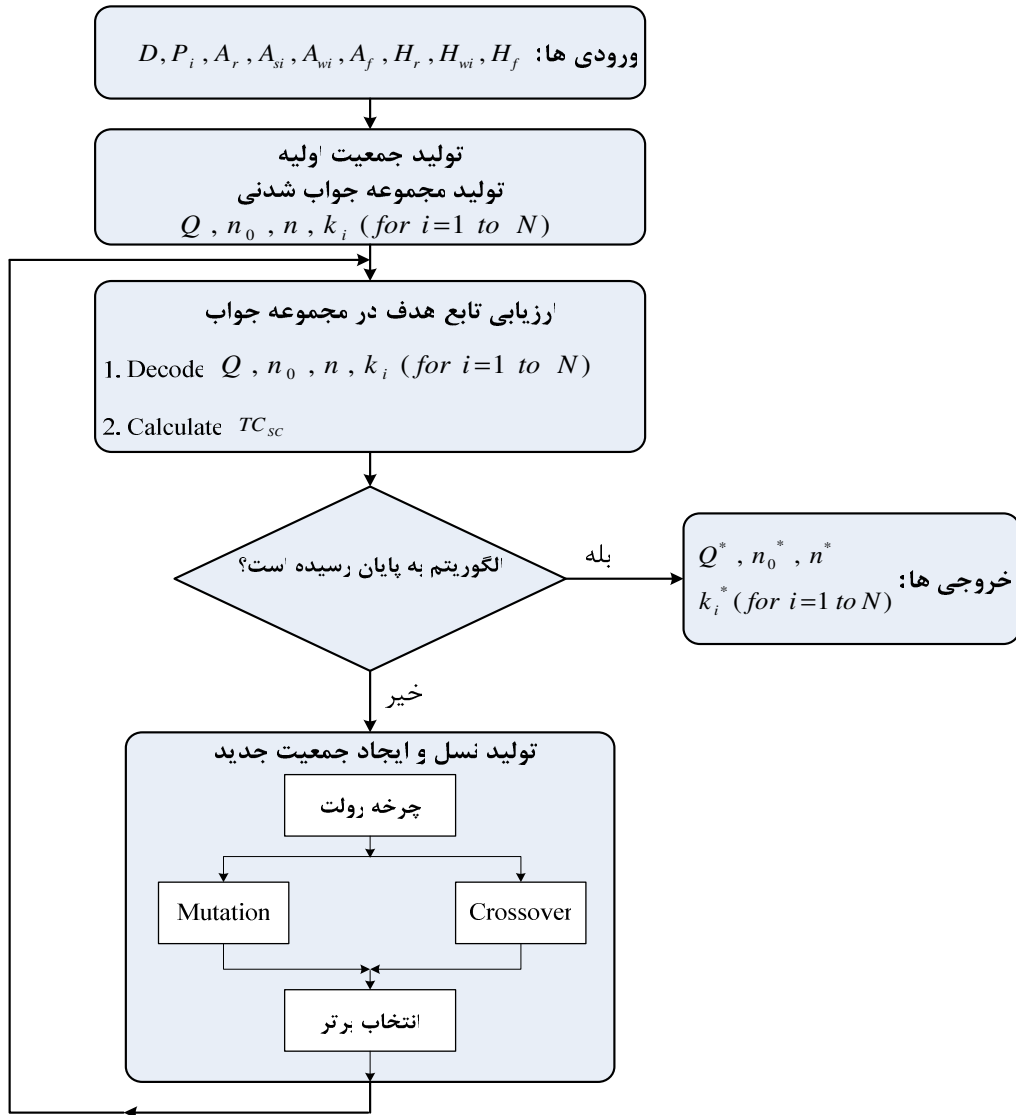 ورودی ها: D, P_i , A_r , A_si , A_wi , A_f , H_r , H_wi , H_f
تولید جمعیت اولیه
تولید مجموعه جواب شدنی
Q , n_0 , n , k_i (for i=1 to N)
ارزیابی تابع هدف در مجموعه جواب
1. Decode Q , n_0 , n , k_i (for i=1 to N)
2. Calculate TC_SC
الگوریتم به پایان رسیده است؟
بله
خروجی ها:
Q^* , n_0^* , n^*
k_i^* (for i=1 to N)
خیر
تولید نسل و ایجاد جمعیت جدید
چرخه رولت
Mutation
Crossover
انتخاب برتر